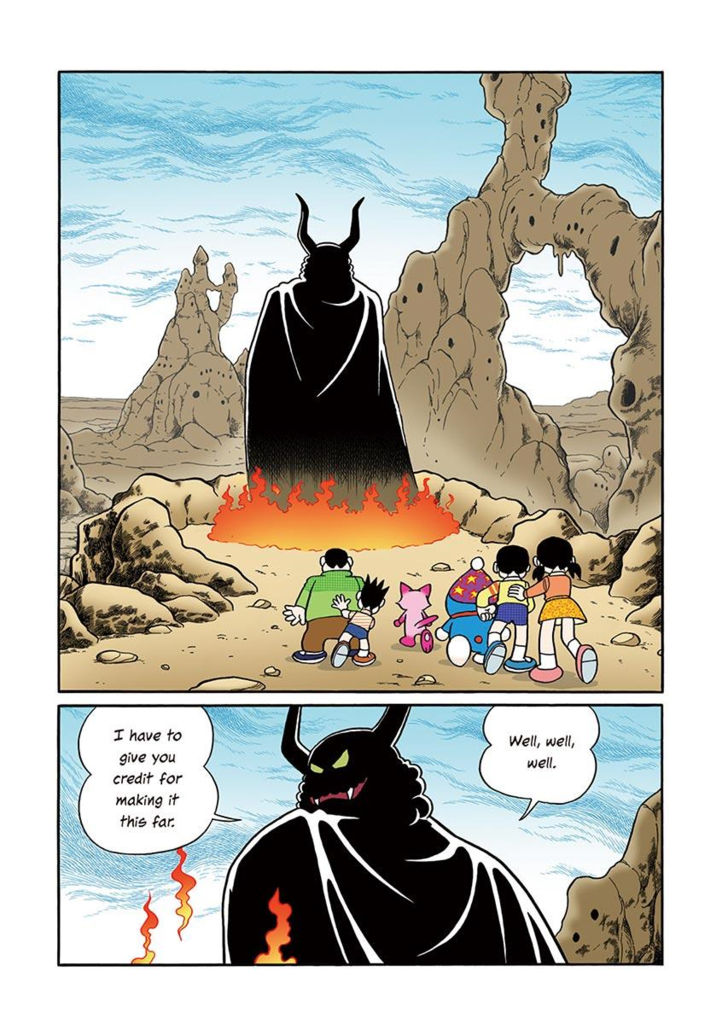 Well, well,
well.
I have to
give you
credit for
making it
this far.